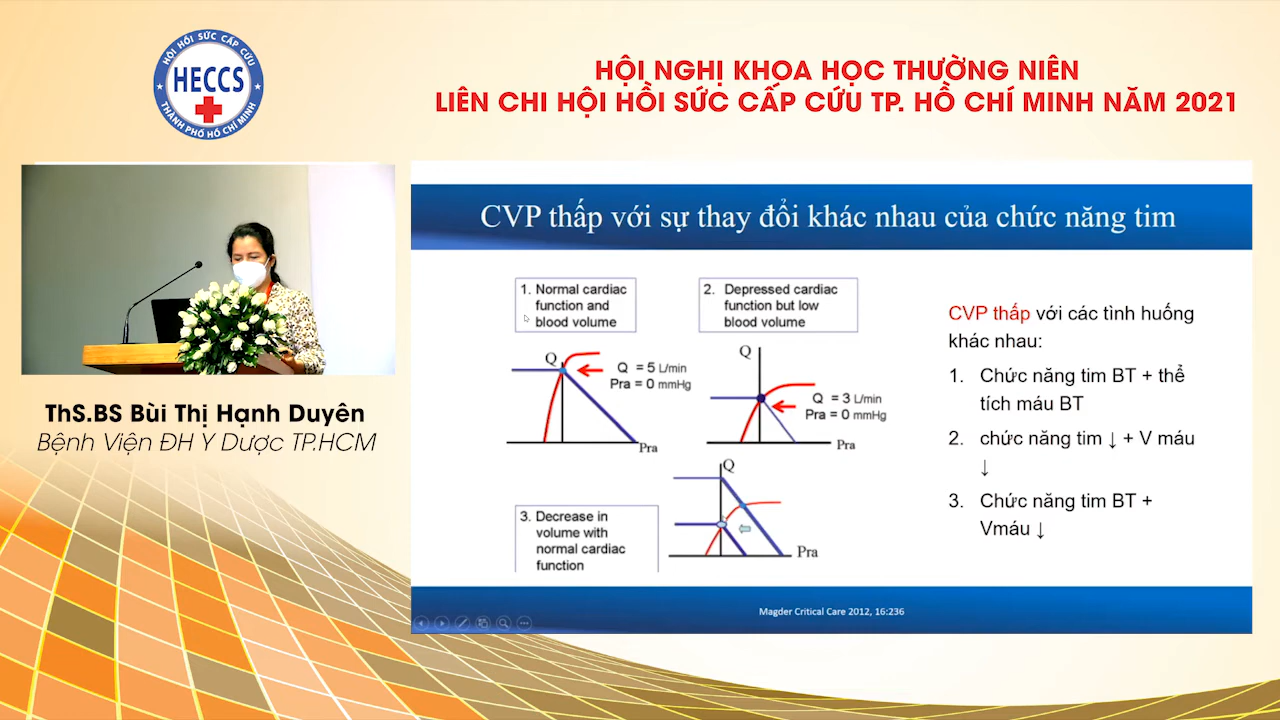 HỘI HỒI SỨC CẤP CỨU
HECCS
THÀNH PHỐ HỒ CHÍ MINH
HỘI NGHỊ KHOA HỌC THƯỜNG NIÊN
LIÊN CHI HỘI HỒI SỨC CẤP CỨU TP. HỒ CHÍ MINH NĂM 2021
ThS.BS Bùi Thị Hạnh Duyên
Bệnh Viện ĐH Y Dược TP.HCM
CVP thấp với sự thay đổi khác nhau của chức năng tim
1. Normal cardiac
function and
blood volume
Q
Q = 5 L/min
Pra = 0 mmHg
Pra
2. Depressed cardiac
function but low
blood volume
Q
Q = 3 L/min
Pra = 0 mmHg
Pra
3. Decrease in
volume with
normal cardiac
function
Q
Pra
CVP thấp với các tình huống
khác nhau:
1. Chức năng tim BT + thể
tích máu BT
2. chức năng tim ↓ + V máu
↓
3. Chức năng tim BT +
Vmáu ↓
Magder Critical Care 2012, 16:236